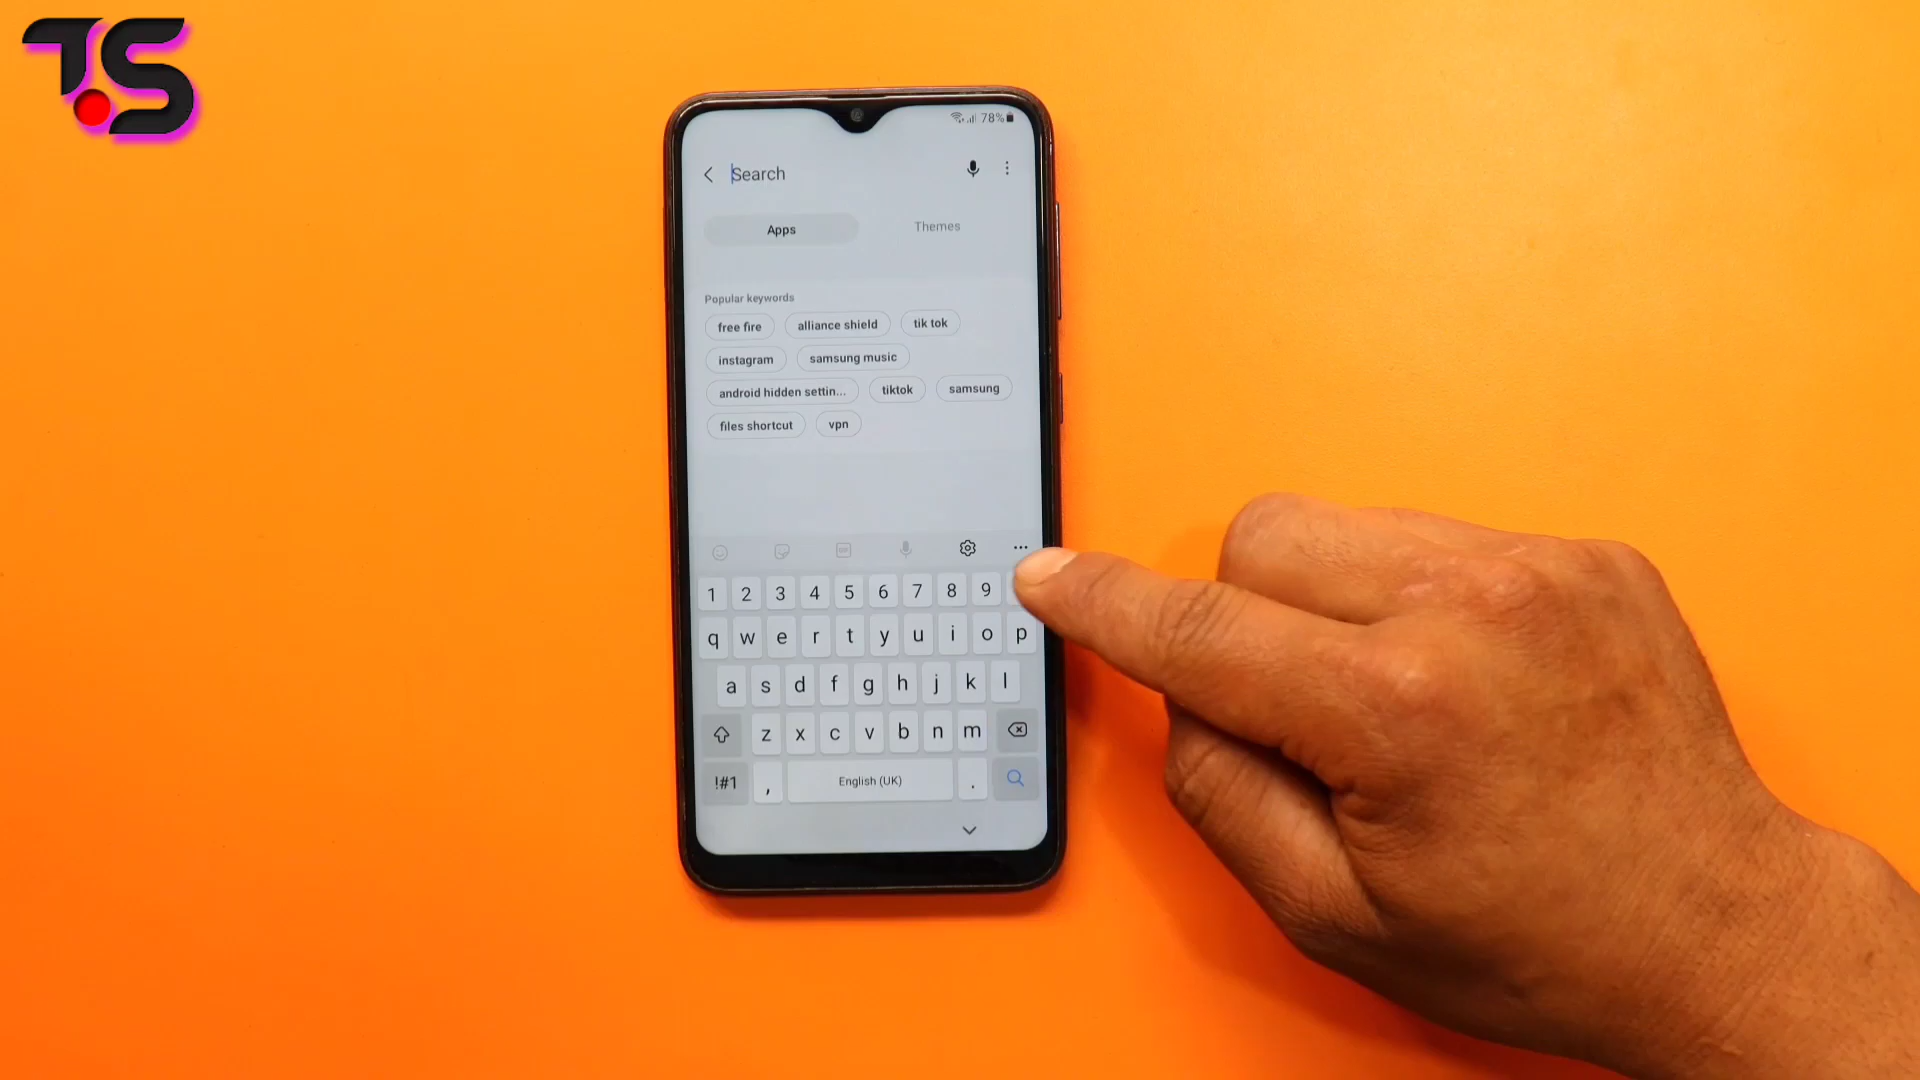 TS
78%
Search
Apps Themes
Popular keywords
free fire alliance shield tik tok
instagram samsung music
android hidden settin... tiktok samsung
files shortcut vpn
GIF
1 2 3 4 5 6 7 8 9
q w e r t y u i o p
a s d f g h j k l
z x c v b n m
!#1 , English (UK) .